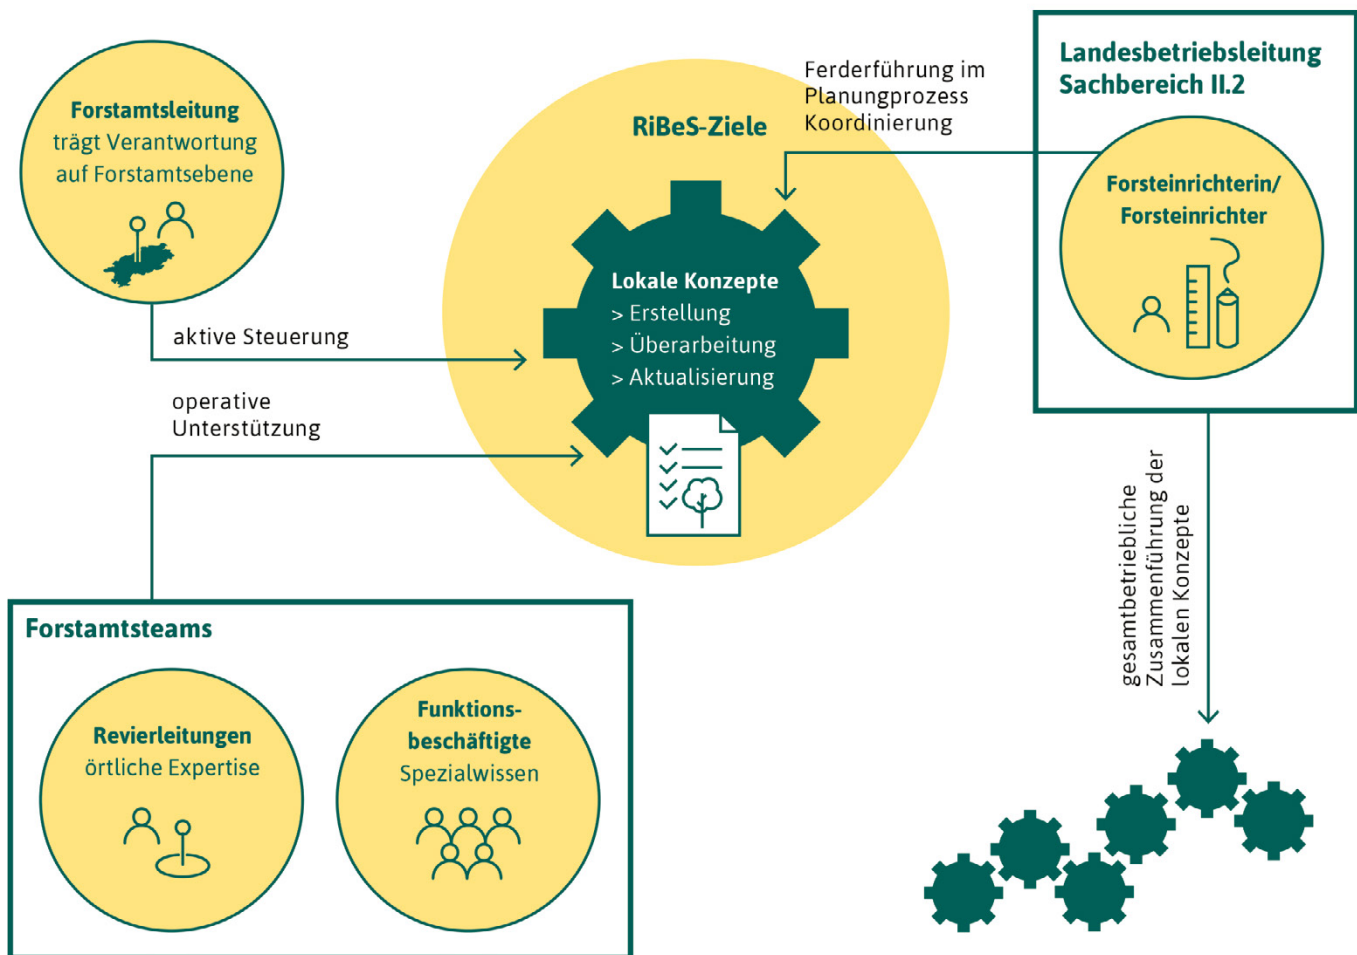 Forstamtsleitung
trägt Verantwortung
auf Forstamtsebene
aktive Steuerung
operative
Unterstützung
Forstamtsteams
Revierleitungen
örtliche Expertise
Funktions-
beschäftigte
Spezialwissen
RiBeS-Ziele
Lokale Konzepte
> Erstellung
> Überarbeitung
> Aktualisierung
Ferderführung im
Planungprozess
Koordinierung
Landesbetriebsleitung
Sachbereich II.2
Forsteinrichterin/
Forsteinrichter
gesamtbetriebliche
Zusammenführung der
lokalen Konzepte